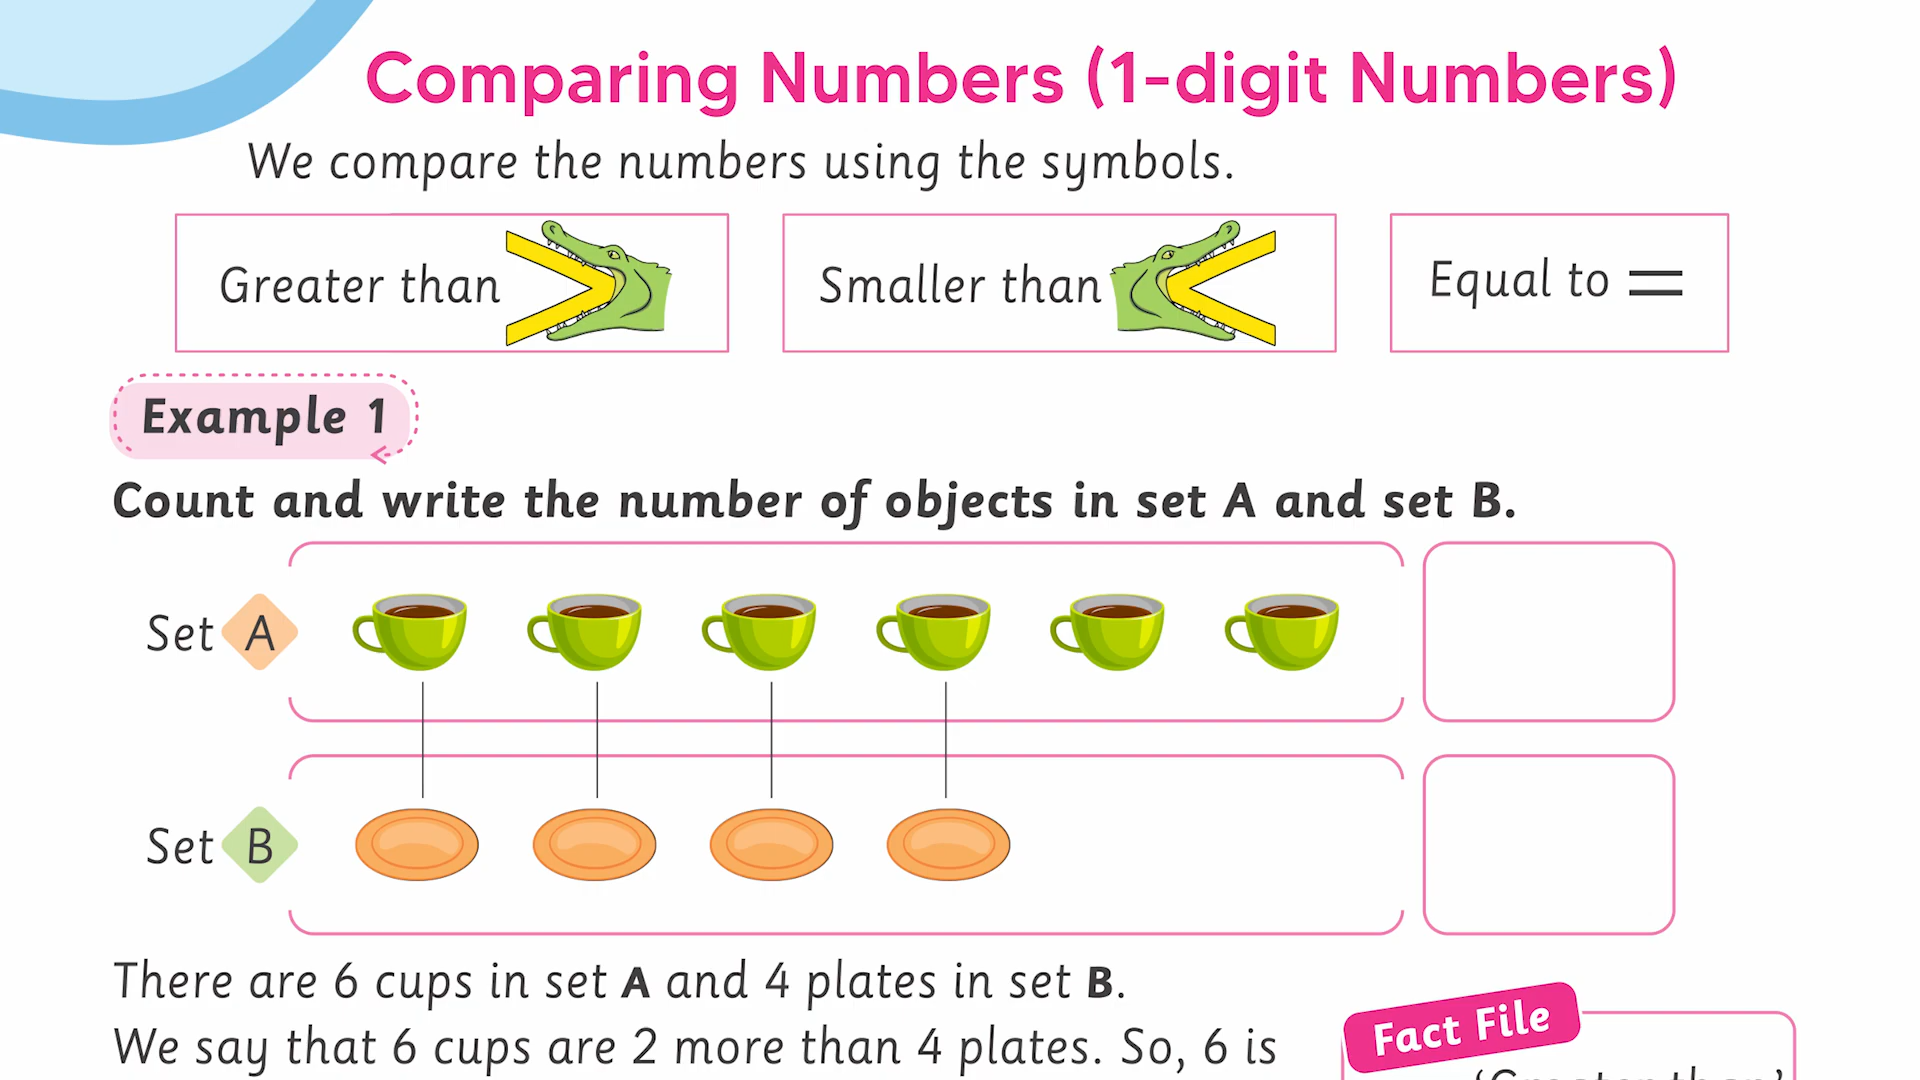 Comparing Numbers (1-digit Numbers)
We compare the numbers using the symbols.
Greater than >
Smaller than <
Equal to =
Example 1
Count and write the number of objects in set A and set B.
Set A
Set B
There are 6 cups in set A and 4 plates in set B.
We say that 6 cups are 2 more than 4 plates. So, 6 is
Fact File
'Greater than'